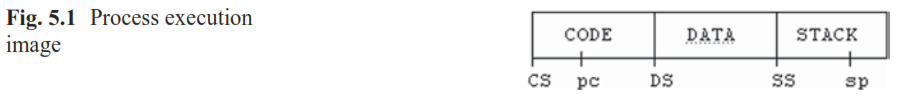 Fig. 5.1 Process execution
image
CODE DATA STACK
CS pc DS SS sp